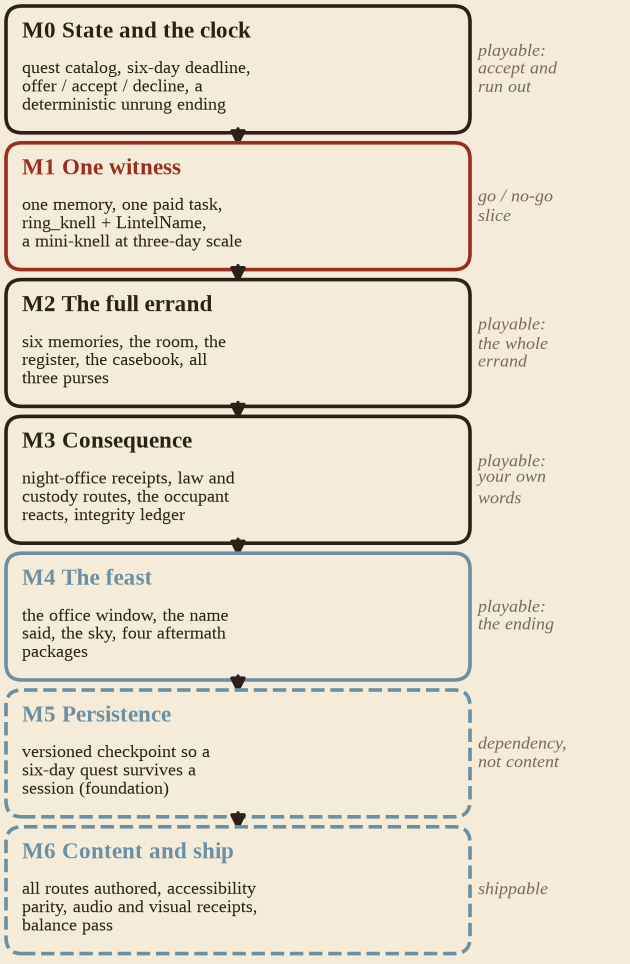 M0 State and the clock
quest catalog, six-day deadline,
offer / accept / decline, a
deterministic unrung ending
playable:
accept and
run out
M1 One witness
one memory, one paid task,
ring_knell + LintelName,
a mini-knell at three-day scale
go / no-go
slice
M2 The full errand
six memories, the room, the
register, the casebook, all
three purses
playable:
the whole
errand
M3 Consequence
night-office receipts, law and
custody routes, the occupant
reacts, integrity ledger
playable:
your own
words
M4 The feast
the office window, the name
said, the sky, four aftermath
packages
playable:
the ending
M5 Persistence
versioned checkpoint so a
six-day quest survives a
session (foundation)
dependency,
not content
M6 Content and ship
all routes authored, accessibility
parity, audio and visual receipts,
balance pass
shippable